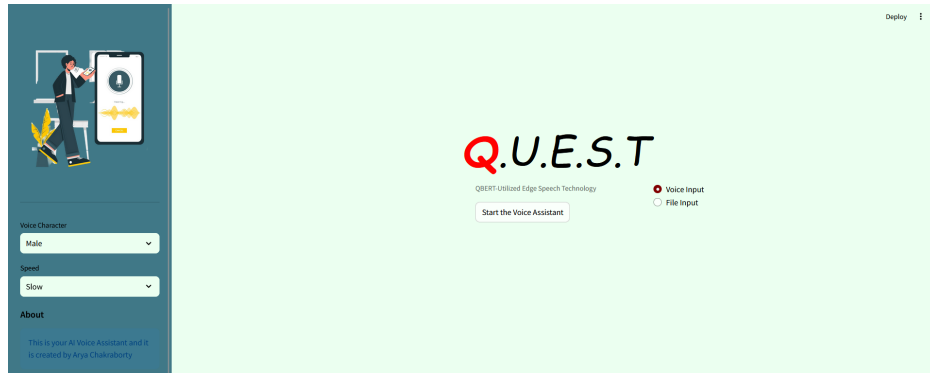 Deploy
Q.U.E.S.T
QBERT-Utilized Edge Speech Technology
Start the Voice Assistant
Voice Input
File Input
Voice Character
Male
Speed
Slow
About
This is your AI Voice Assistant and it
is created by Arya Chakraborty